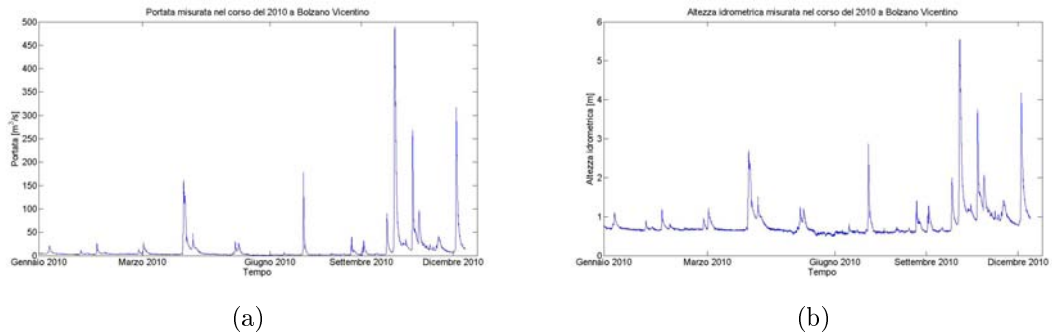 Portata misurata nel corso del 2010 a Bolzano Vicentino
500
450
400
350
300
250
200
150
100
50
0
Portata [m³/s]
Gennaio 2010 Marzo 2010 Giugno 2010 Settembre 2010 Dicembre 2010
Tempo
(a)
Altezza idrometrica misurata nel corso del 2010 a Bolzano Vicentino
6
5
4
3
2
1
0
Altezza idrometrica [m]
Gennaio 2010 Marzo 2010 Giugno 2010 Settembre 2010 Dicembre 2010
Tempo
(b)